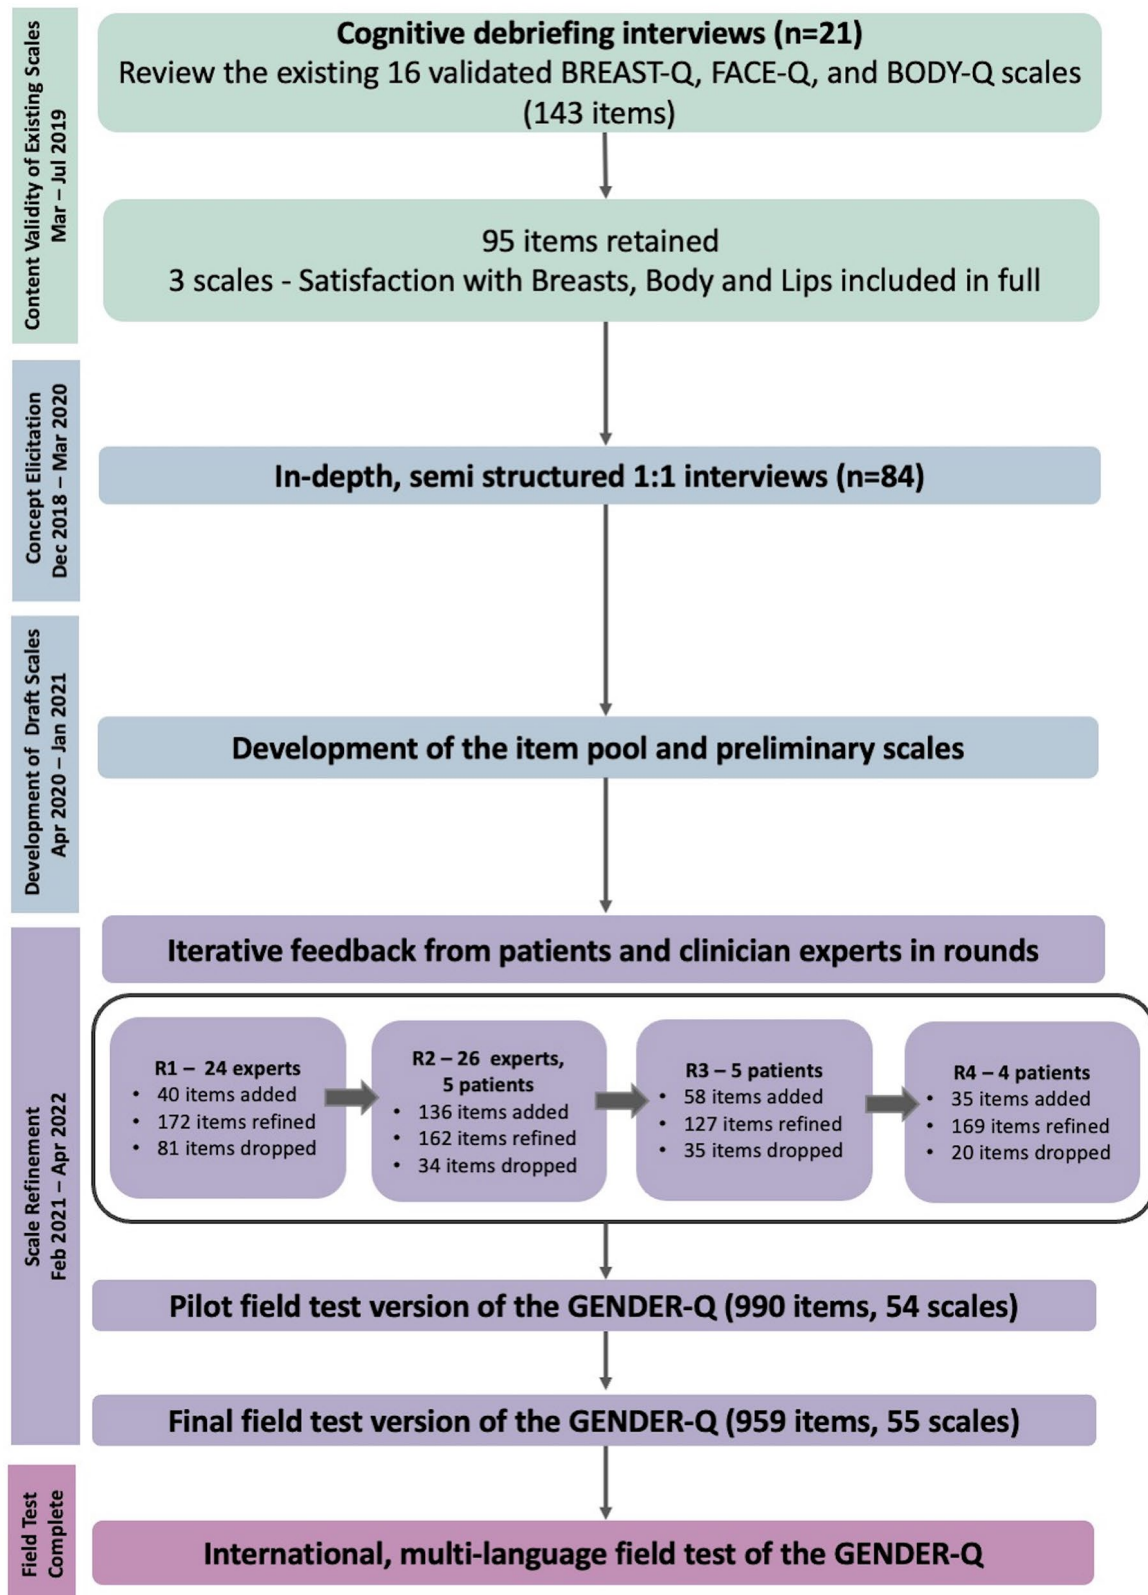 Content Validity of Existing Scales
Mar – Jul 2019
Cognitive debriefing interviews (n=21)
Review the existing 16 validated BREAST-Q, FACE-Q, and BODY-Q scales
(143 items)
95 items retained
3 scales - Satisfaction with Breasts, Body and Lips included in full
Concept Elicitation
Dec 2018 – Mar 2020
In-depth, semi structured 1:1 interviews (n=84)
Development of Draft Scales
Apr 2020 – Jan 2021
Development of the item pool and preliminary scales
Scale Refinement
Feb 2021 – Apr 2022
Iterative feedback from patients and clinician experts in rounds
R1 – 24 experts
• 40 items added
• 172 items refined
• 81 items dropped
R2 – 26 experts,
5 patients
• 136 items added
• 162 items refined
• 34 items dropped
R3 – 5 patients
• 58 items added
• 127 items refined
• 35 items dropped
R4 – 4 patients
• 35 items added
• 169 items refined
• 20 items dropped
Pilot field test version of the GENDER-Q (990 items, 54 scales)
Final field test version of the GENDER-Q (959 items, 55 scales)
Field Test
Complete
International, multi-language field test of the GENDER-Q